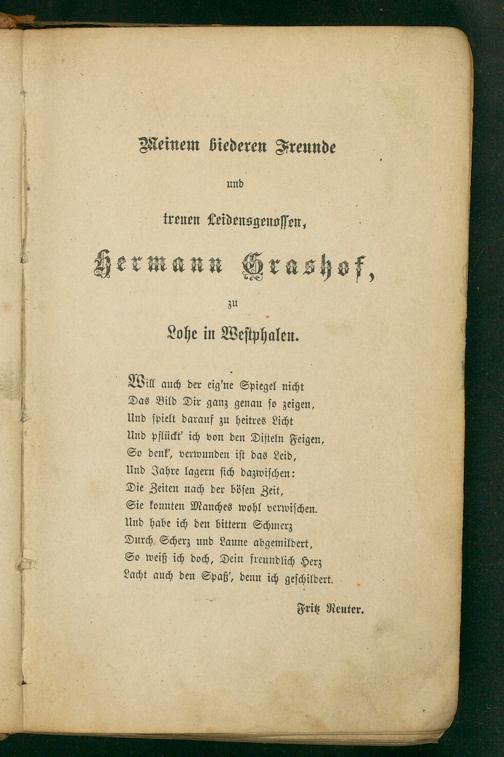 Meinem biederen Freunde
und
treuen Leidensgenossen,
Hermann Grashof,
zu
Lohe in Westphalen.
Will auch der eig'ne Spiegel nicht
Das Bild Dir ganz genau so zeigen,
Und spielt darauf zu heitres Licht
Und pflückt' ich von den Disteln Feigen,
So denk', verwunden ist das Leid,
Und Jahre lagern sich dazwischen:
Die Zeiten nach der bösen Zeit,
Sie konnten Manches wohl verwischen.
Und habe ich den bittern Schmerz
Durch Scherz und Laune abgemildert,
So weiß ich doch, Dein freundlich Herz
Lacht auch den Spaß', denn ich geschildert.
Fritz Reuter.